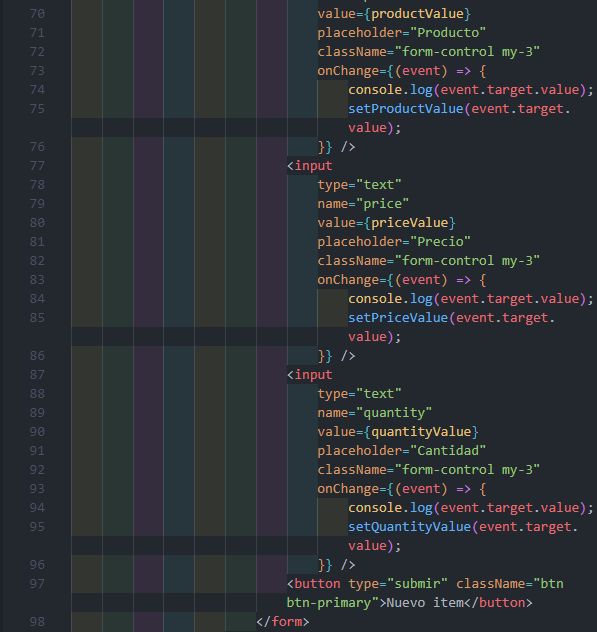 70 value={productValue}
71 placeholder="Producto"
72 className="form-control my-3"
73 onChange={(event) => {
74 console.log(event.target.value);
75 setProductValue(event.target.
value);
76 }} />
77 <input
78 type="text"
79 name="price"
80 value={priceValue}
81 placeholder="Precio"
82 className="form-control my-3"
83 onChange={(event) => {
84 console.log(event.target.value);
85 setPriceValue(event.target.
value);
86 }} />
87 <input
88 type="text"
89 name="quantity"
90 value={quantityValue}
91 placeholder="Cantidad"
92 className="form-control my-3"
93 onChange={(event) => {
94 console.log(event.target.value);
95 setQuantityValue(event.target.
value);
96 }} />
97 <button type="submir" className="btn
btn-primary">Nuevo item</button>
98 </form>